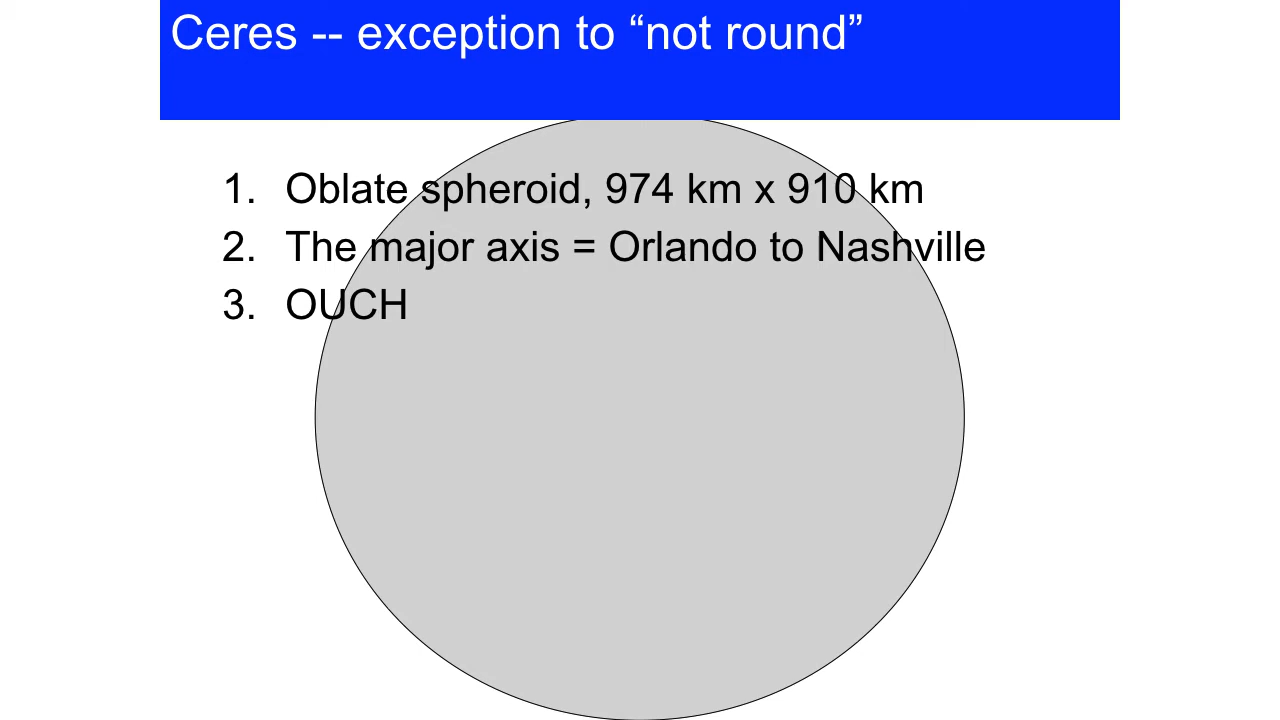 Ceres -- exception to “not round”
1. Oblate spheroid, 974 km x 910 km
2. The major axis = Orlando to Nashville
3. OUCH